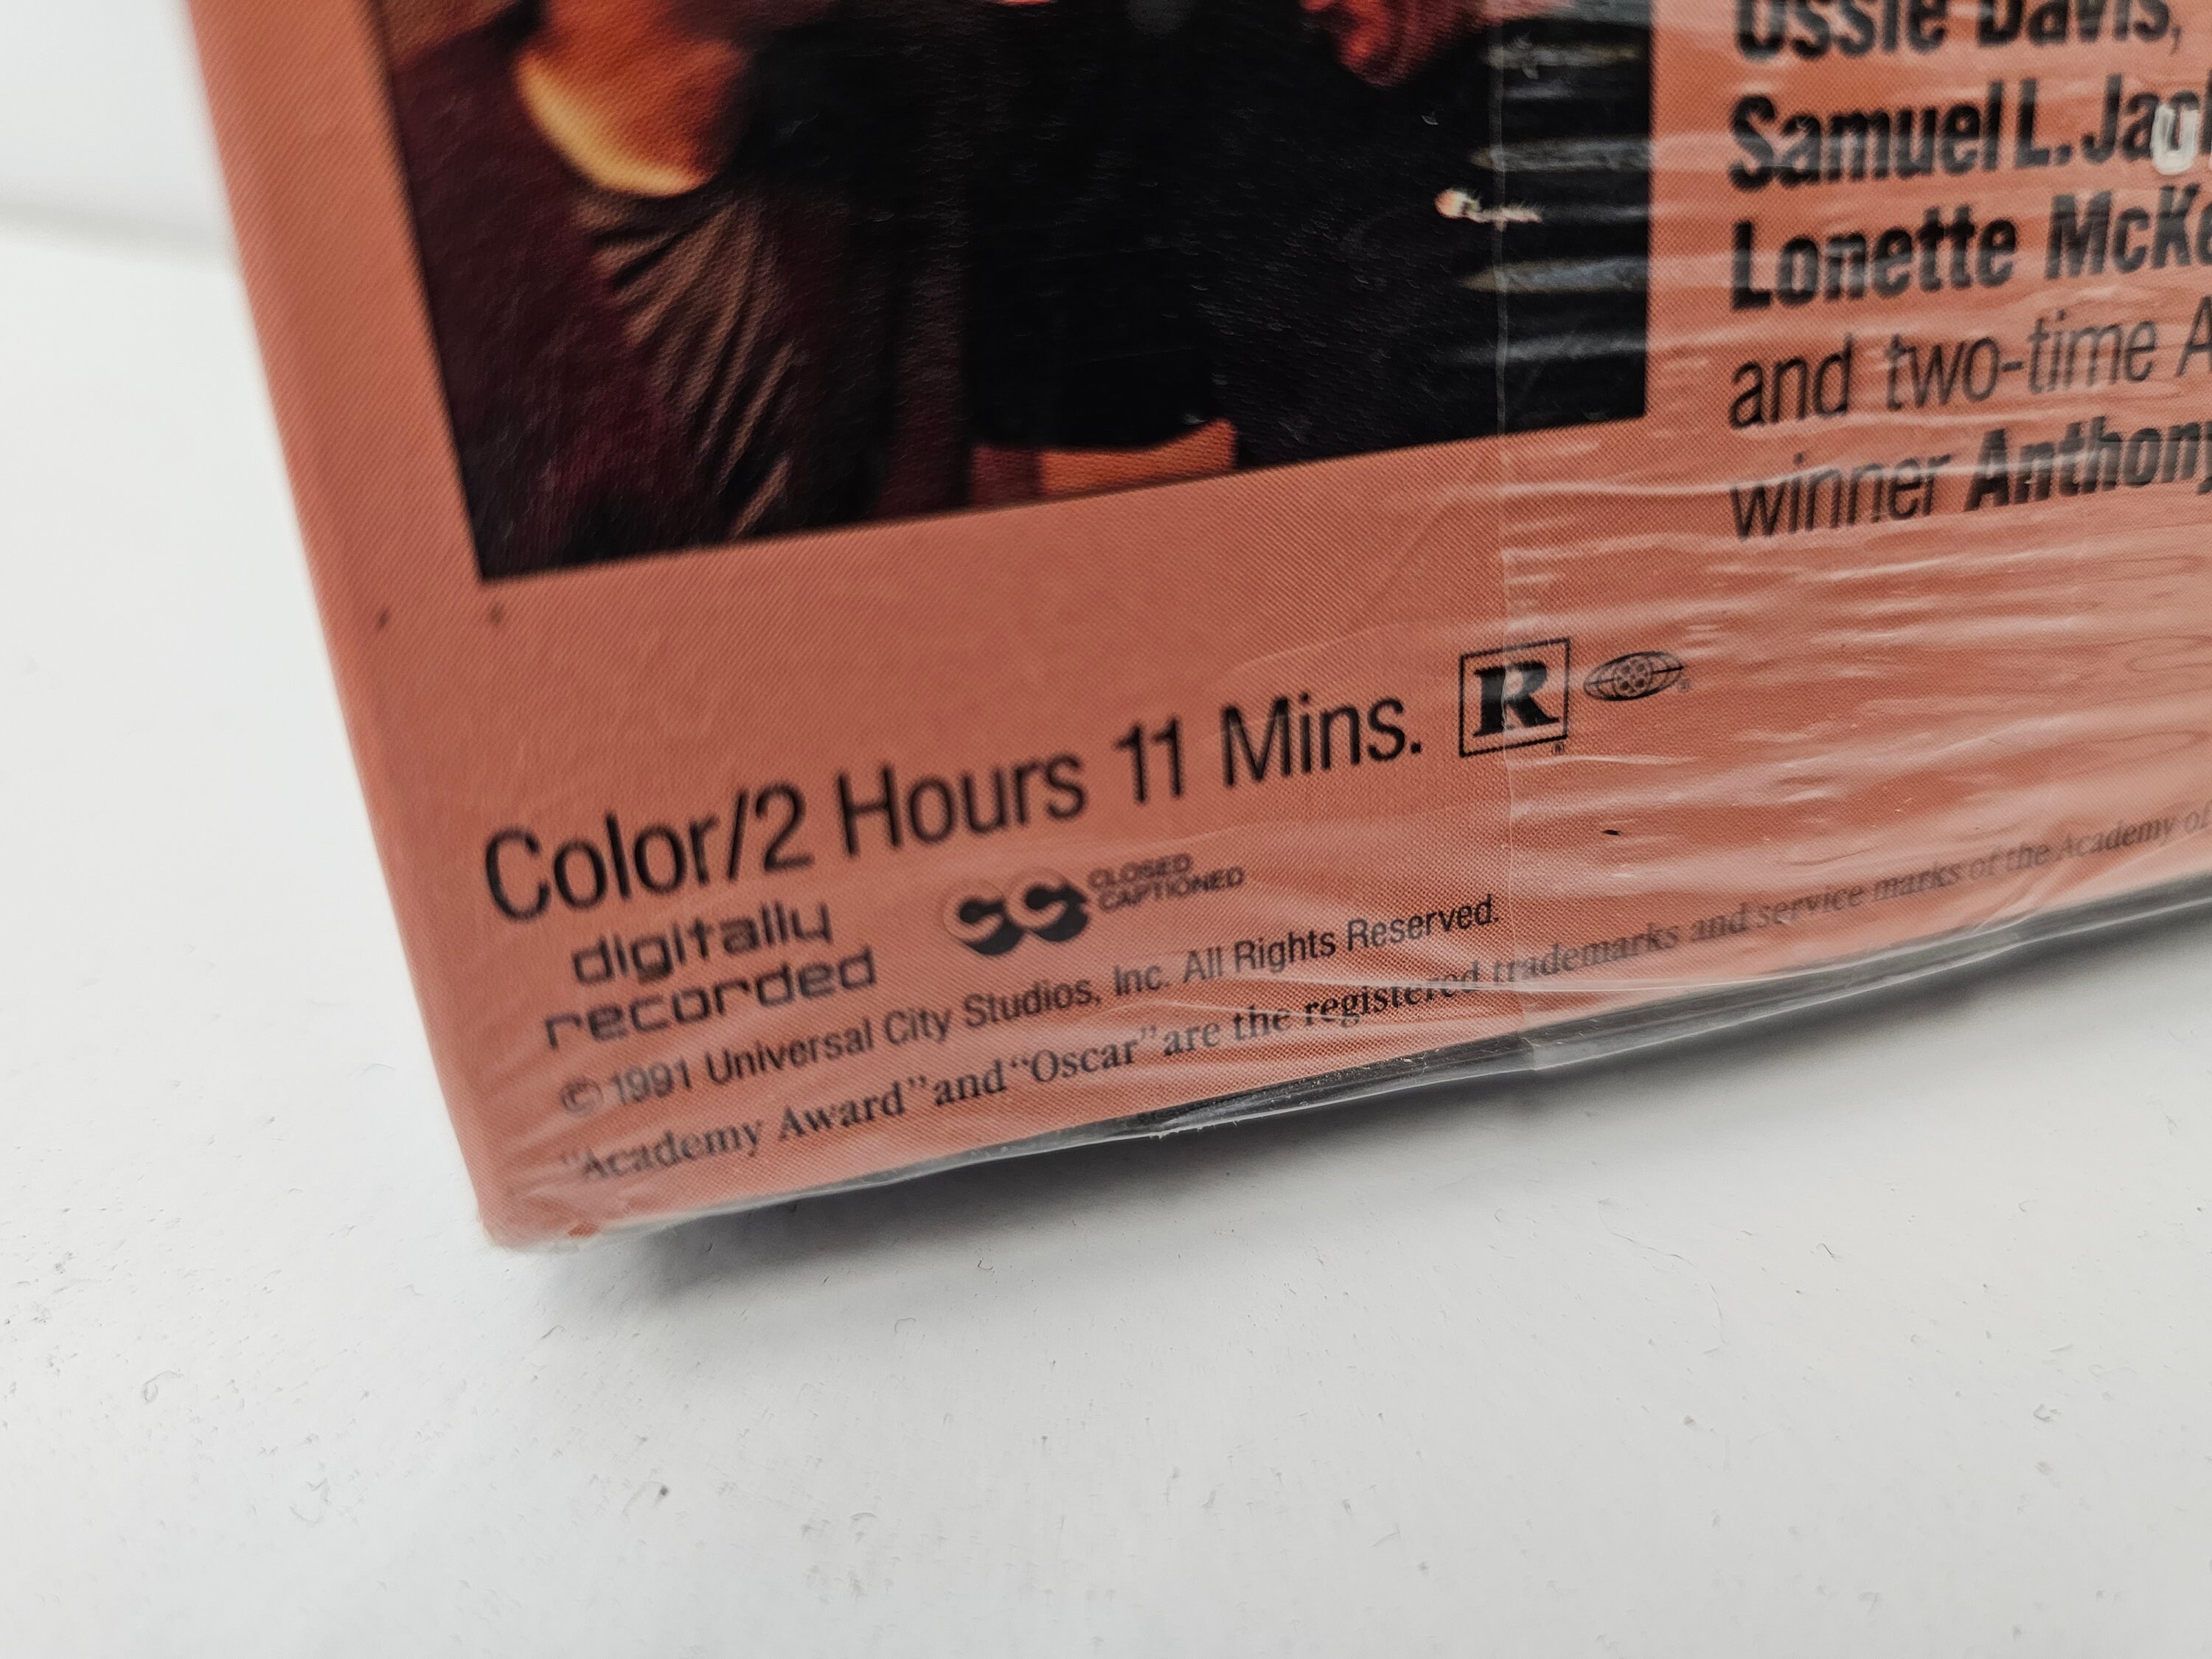 Ossie Davis,
Samuel L.
Lonette
and two-time
winner Anthony
Color/2 Hours 11 Mins. R
digitally
recorded
CLOSED
CAPTIONED
© 1991 Universal City Studios, Inc. All Rights Reserved.
“Academy Award” and “Oscar” are the registered trademarks and service marks of the Academy of